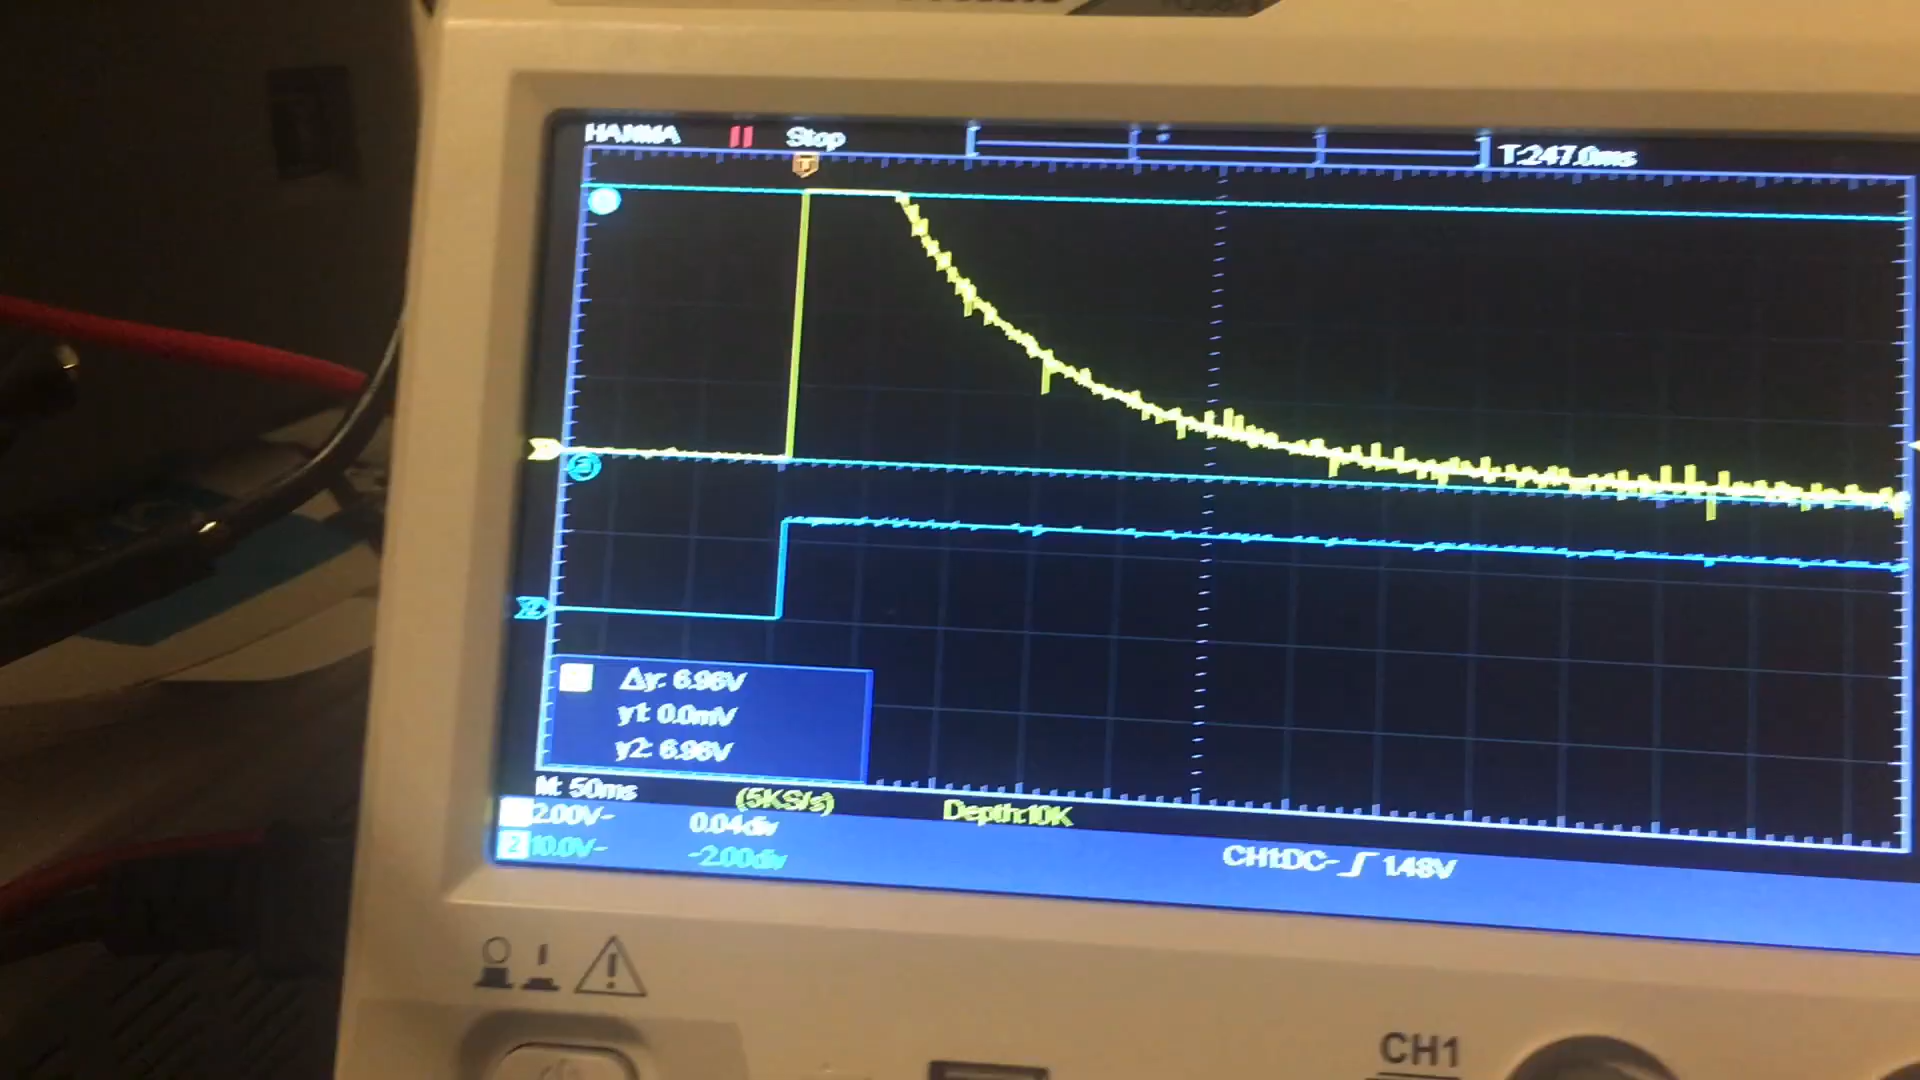 Stop
T:247.0ms
T
Δy: 6.96V
y1: 0.0mV
y2: 6.96V
M: 50ms (5KS/s) Depth:10K
2.00V- 0.04div
2 10.0V- -2.00div
CH1:DC- 1.48V
CH1